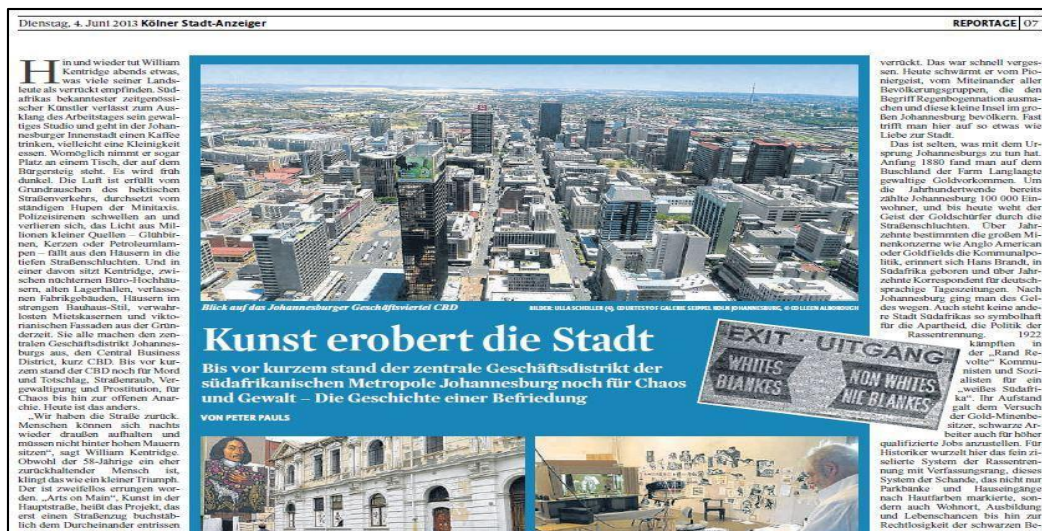 Dienstag, 4. Juni 2013 Kölner Stadt-Anzeiger
REPORTAGE 07
Hin und wieder tut William
Kentridge abends etwas,
was viele seiner Lands-
leute als verrückt empfinden. Süd-
afrikas bekanntester zeitgenössi-
scher Künstler verlässt zum Aus-
klang des Arbeitstages sein gewal-
tiges Studio und geht in der Johan-
nesburger Innenstadt einen Kaffee
trinken, vielleicht eine Kleinigkeit
essen. Womöglich nimmt er sogar
Platz an einem Tisch, der auf dem
Bürgersteig steht. Es wird früh
dunkel. Die Luft ist erfüllt vom
Grundrauschen des hektischen
Straßenverkehrs, durchsetzt vom
ständigen Hupen der Minitaxis.
Polizeisirenen schwellen an und
verlieren sich, das Licht aus Mil-
lionen kleiner Quellen – Glühbir-
nen, Kerzen oder Petroleumlam-
pen – fällt aus den Häusern in die
tiefen Straßenschluchten. Und in
einer davon sitzt Kentridge, zwi-
schen nüchternen Büro-Hochhäu-
sern, alten Lagerhallen, verlasse-
nen Fabrikgebäuden, Häusern im
strengen Bauhaus-Stil, verwahr-
losten Mietskasernen und vikto-
rianischen Fassaden aus der Grün-
derzeit. Sie alle machen den zen-
tralen Geschäftsdistrikt Johannes-
burgs aus, den Central Business
District, kurz CBD. Bis vor kur-
zem stand der CBD noch für Mord
und Totschlag, Straßenraub, Ver-
gewaltigung und Prostitution, für
Chaos bis hin zur offenen Anar-
chie. Heute ist das anders.
„Wir haben die Straße zurück.
Menschen können sich nachts
wieder draußen aufhalten und
müssen nicht hinter hohen Mauern
sitzen“, sagt William Kentridge.
Obwohl der 58-Jährige ein eher
zurückhaltender Mensch ist,
klingt das wie ein kleiner Triumph.
Der ist zweifellos errungen wor-
den. „Arts on Main“, Kunst in der
Hauptstraße, heißt das Projekt, das
erst einen Straßenzug buchstäb-
lich dem Durcheinander entrissen
Blick auf das Johannesburger Geschäftsviertel CBD
BILDER: ULLA SCHILLER (4), COURTESY OF GALERIE SEIPPEL KÖLN JOHANNESBURG
Kunst erobert die Stadt
Bis vor kurzem stand der zentrale Geschäftsdistrikt der
südafrikanischen Metropole Johannesburg noch für Chaos
und Gewalt – Die Geschichte einer Befriedung
VON PETER PAULS
EXIT · UITGANG
WHITES
BLANKES
NON WHITES
NIE BLANKES
verrückt. Das war schnell verges-
sen. Heute schwärmt er vom Pio-
niergeist, vom Miteinander aller
Bevölkerungsgruppen, die den
Begriff Regenbogennation ausma-
chen und diese kleine Insel im gro-
ßen Johannesburg bevölkern. Fast
trifft man hier auf so etwas wie
Liebe zur Stadt.
Das ist selten, was mit dem Ur-
sprung Johannesburgs zu tun hat.
Anfang 1880 fand man auf dem
Buschland der Farm Langlaagte
gewaltige Goldvorkommen. Um
die Jahrhundertwende bereits
zählte Johannesburg 100 000 Ein-
wohner, und bis heute weht der
Geist der Goldschürfer durch die
Straßenschluchten. Über Jahr-
zehnte bestimmten die großen Mi-
nenkonzerne wie Anglo American
oder Goldfields die Kommunalpo-
litik, erinnert sich Hans Brandt, in
Südafrika geboren und über Jahr-
zehnte Korrespondent für deutsch-
sprachige Tageszeitungen. Nach
Johannesburg ging man des Gel-
des wegen. Auch steht keine ande-
re Stadt Südafrikas so symbolhaft
für die Apartheid, die Politik der
Rassentrennung. 1922
kämpften in
der „Rand Re-
volte“ Kommu-
nisten und Sozi-
alisten für ein
„weißes Südafri-
ka“. Ihr Aufstand
galt dem Versuch
der Gold-Minenbe-
sitzer, schwarze Ar-
beiter auch für höher
qualifizierte Jobs anzustellen. Für
Historiker wurzelt hier das fein zi-
selierte System der Rassentren-
nung mit Verfassungsrang, dieses
System der Schande, das nicht nur
Parkbänke und Hauseingänge
nach Hautfarben markierte, son-
dern auch Wohnort, Ausbildung
und Lebenschancen bis hin zur
Rechtlosigkeit der schwarzen Be-